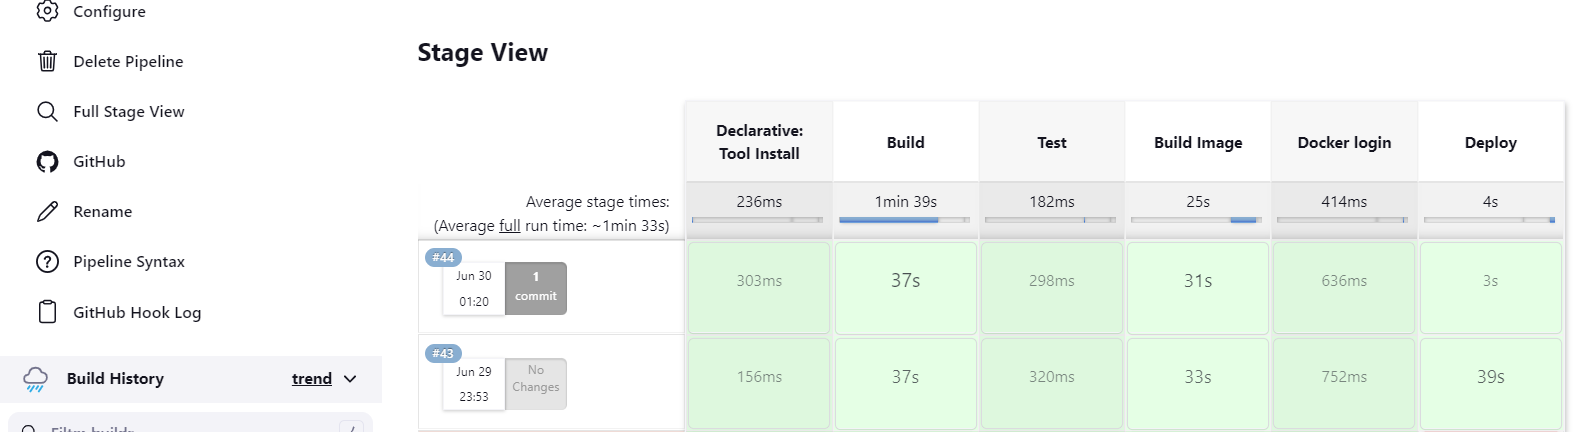 Configure
Delete Pipeline
Full Stage View
GitHub
Rename
Pipeline Syntax
GitHub Hook Log
Build History trend
Stage View
Declarative: Tool Install
Build
Test
Build Image
Docker login
Deploy
Average stage times:
(Average full run time: ~1min 33s)
236ms
1min 39s
182ms
25s
414ms
4s
#44
Jun 30
01:20
1
commit
303ms
37s
298ms
31s
636ms
3s
#43
Jun 29
23:53
No
Changes
156ms
37s
320ms
33s
752ms
39s